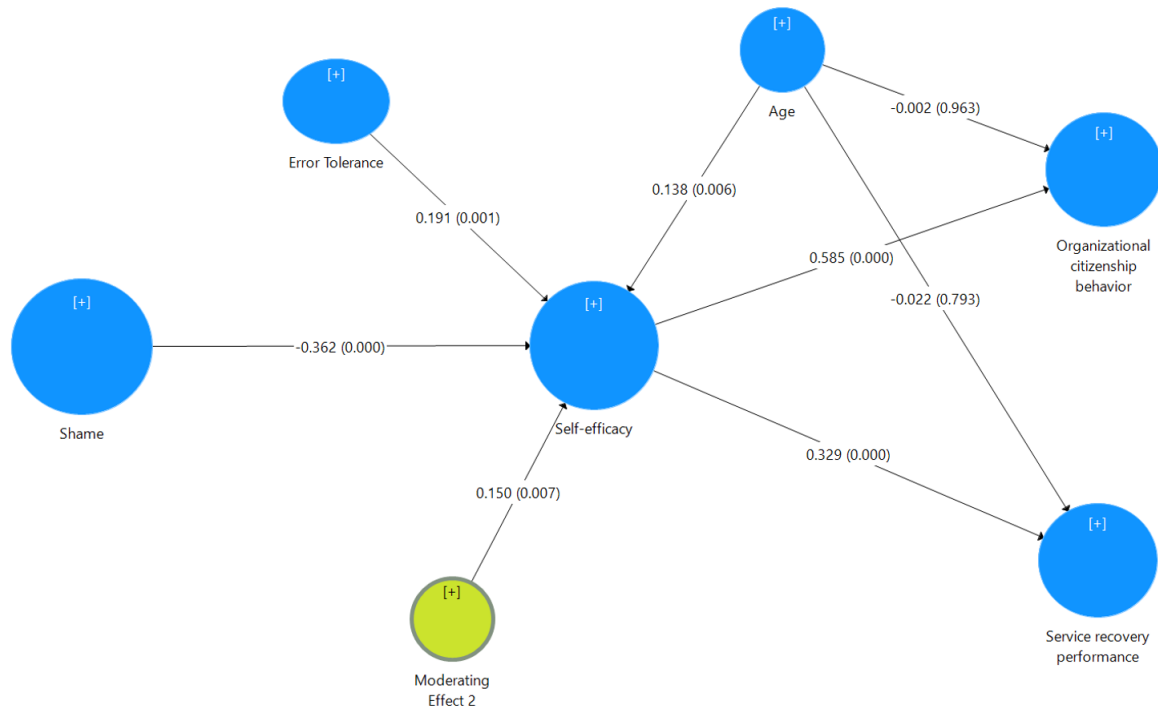 [+]
Age
[+]
Error Tolerance
-0.002 (0.963)
[+]
Organizational
citizenship
behavior
0.138 (0.006)
0.191 (0.001)
0.585 (0.000)
-0.022 (0.793)
[+]
Shame
-0.362 (0.000)
[+]
Self-efficacy
0.329 (0.000)
0.150 (0.007)
[+]
Moderating
Effect 2
[+]
Service recovery
performance